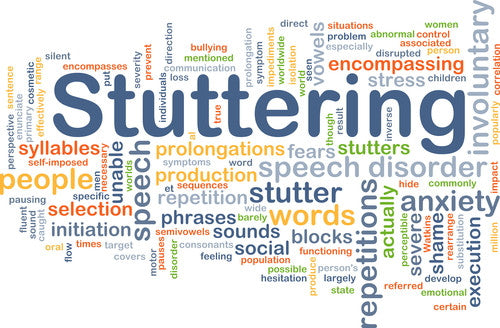 silent
encompasses
sentence
enunciate
range
effectively
cosmetic
primary
perspective
syllables
self-imposed
necessary
people
men
pausing
specific
fluent
sound
caught
selection
initiation
oral
times
target
flow
covers
unable
worlds
speech
motor
pauses
disorder
Stuttering
loss
prevent
severity
type
individuals
direction
bullying
mentioned
communication
prolongation
symptom
impediments
worldwide
isolation
world
seen
direct
vowels
situations
problem
especially
abnormal
disrupted
control
associated
person
women
encompassing
stress
children
involuntary
popularly
at
true
though
result
inverse
prolongations
fears
stutters
symptoms
word
speech disorder
production
sequences
et
repetition
stutter
wide
phrases
barely
words
semivowels
sounds
blocks
consonants
social
feeling
population
functioning
possible
person's
hesitation
largely
produce
state
repetitions
actually
hide
commonly
impact
anxiety
perceptible
severe
Watkins
shame
rearrange
substitution
execution
million
referred
develop
emotional
certain